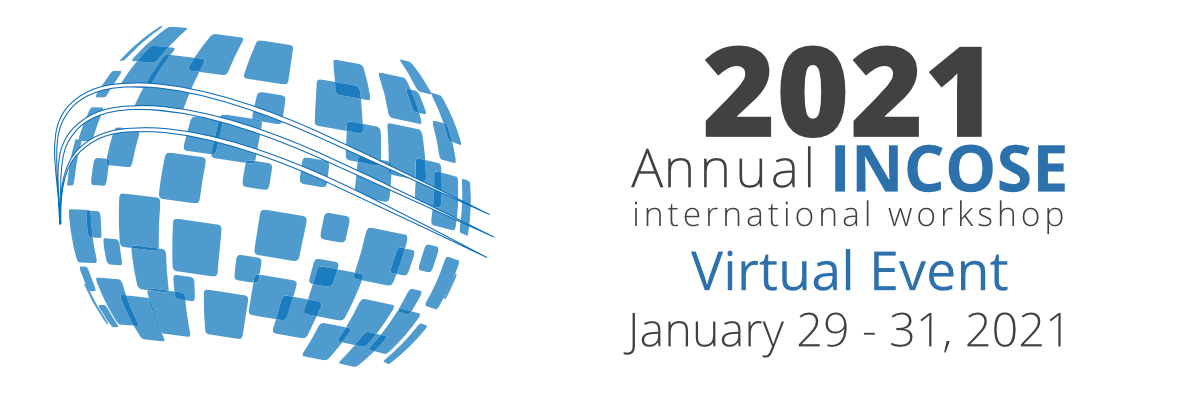 2021
Annual INCOSE
international workshop
Virtual Event
January 29 - 31, 2021